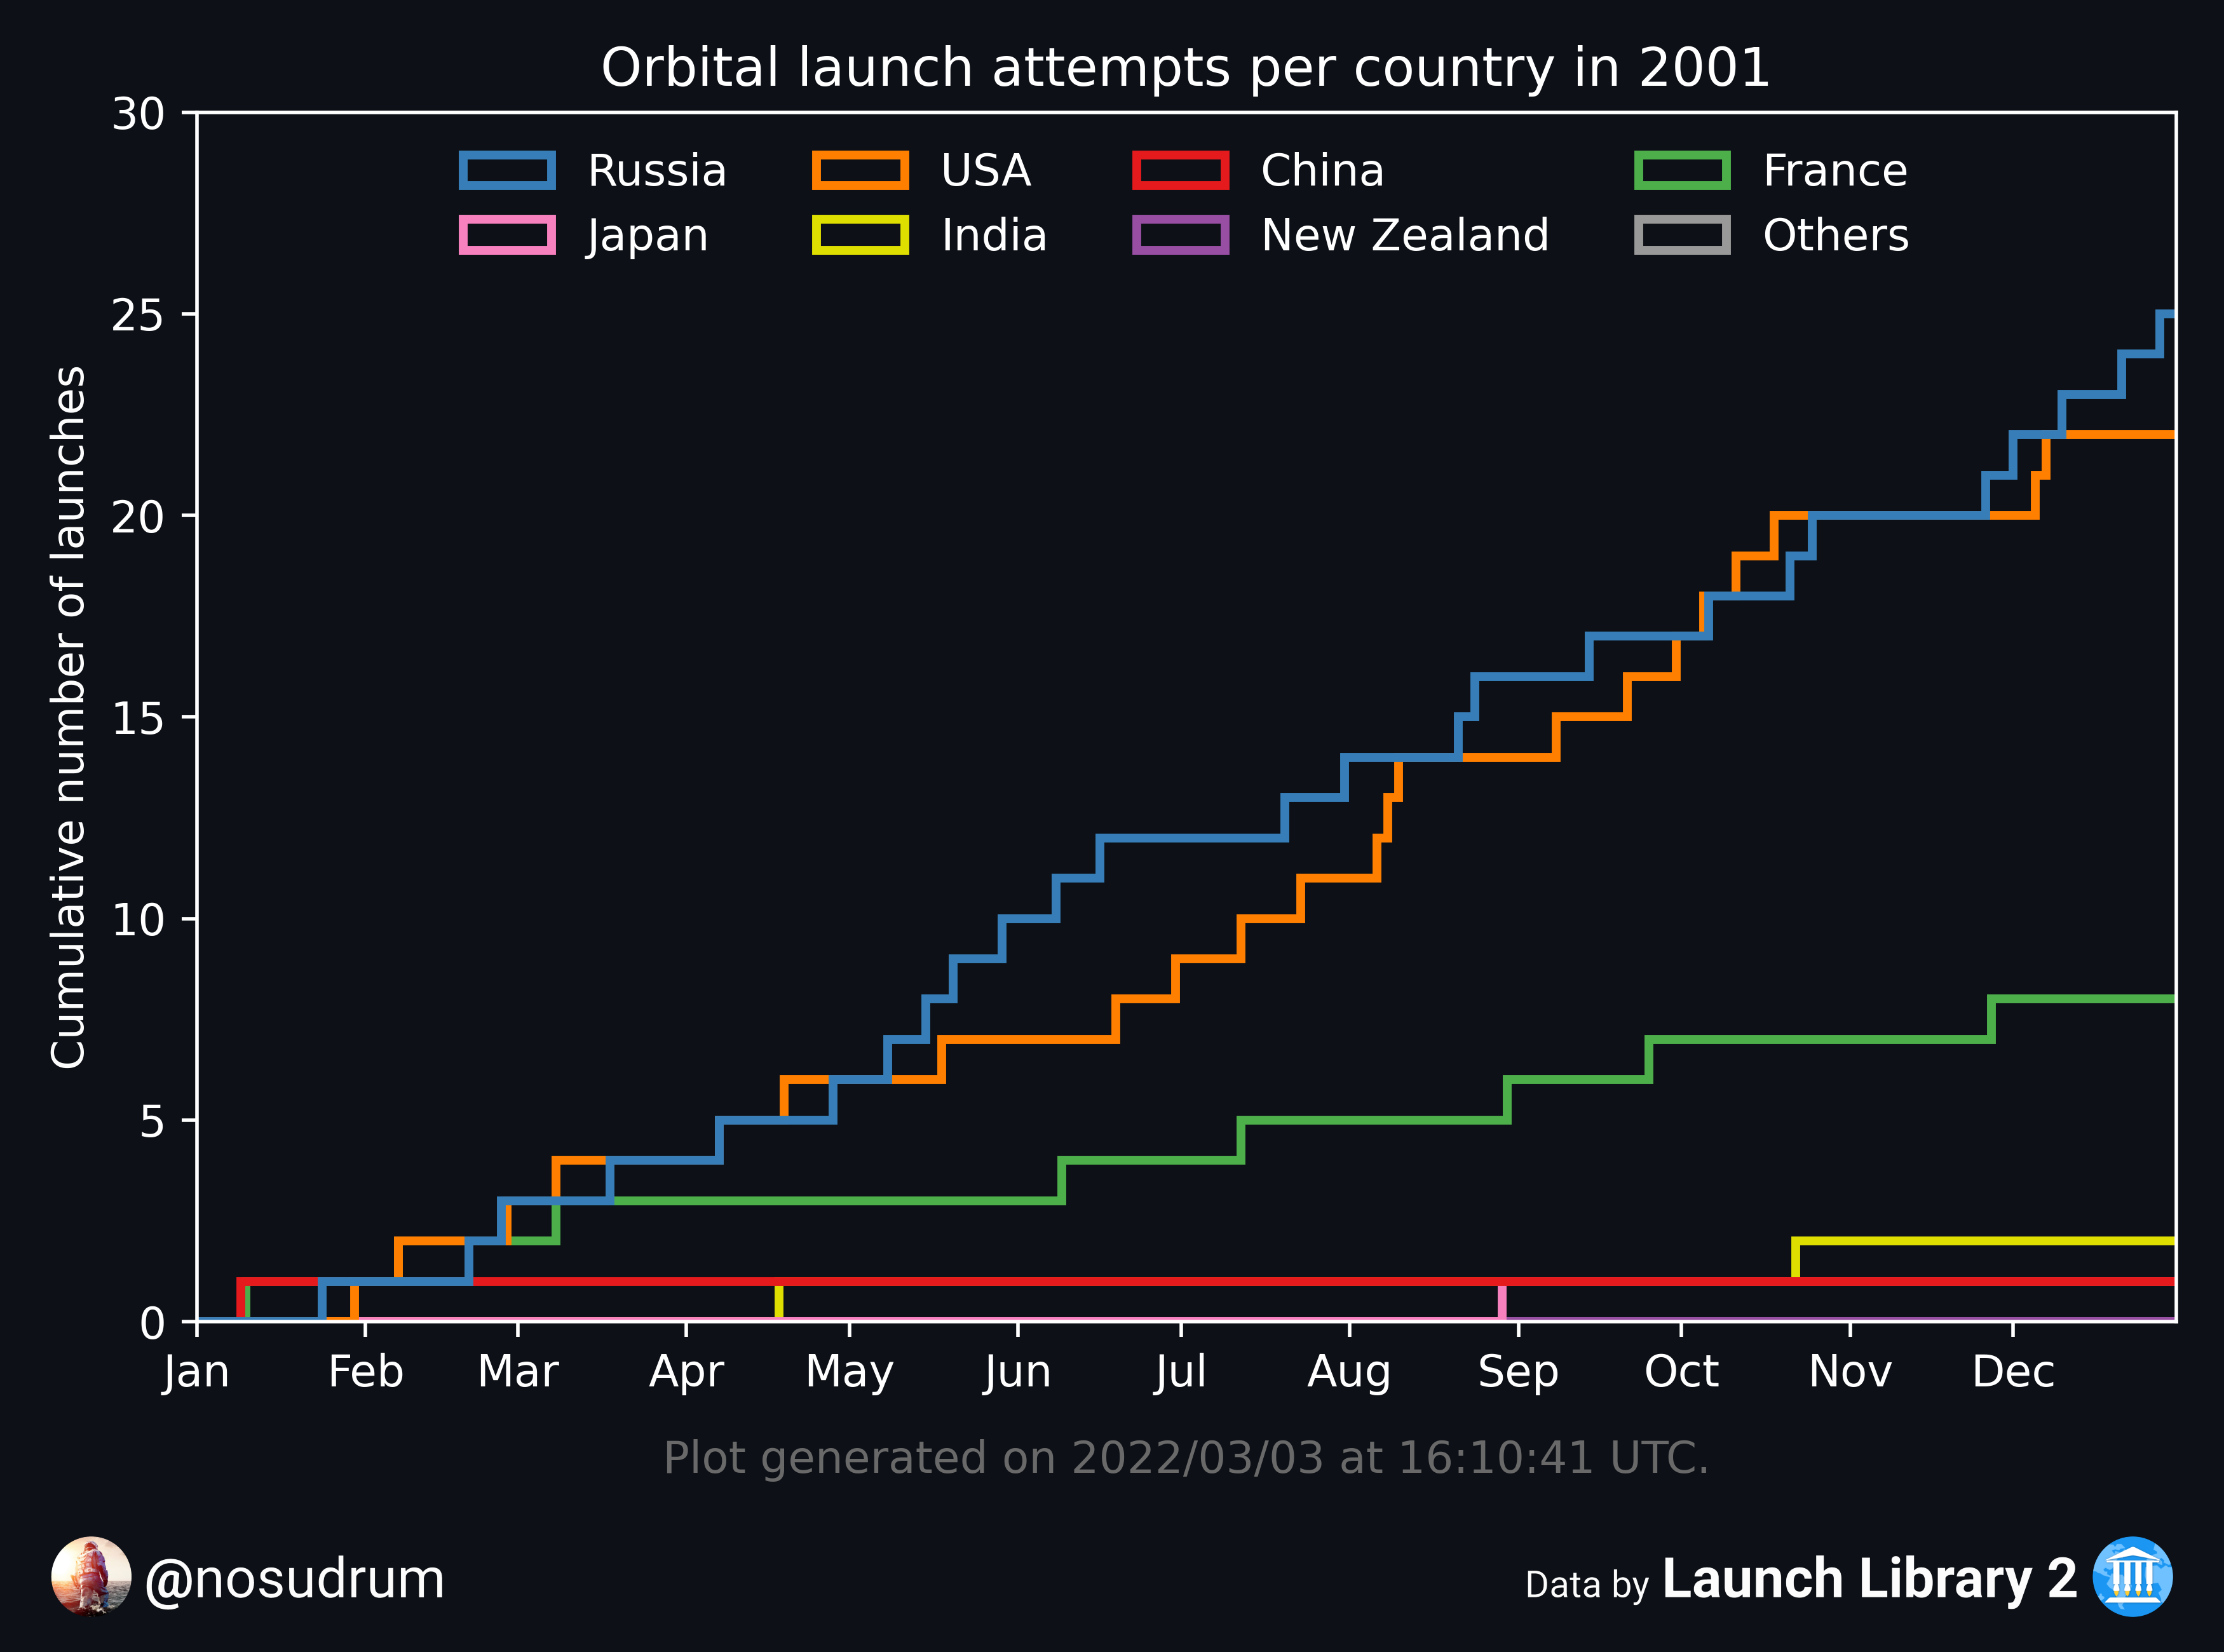 Orbital launch attempts per country in 2001
30
Russia USA China France
Japan India New Zealand Others
25
20
15
10
5
0
Cumulative number of launches
Jan Feb Mar Apr May Jun Jul Aug Sep Oct Nov Dec
Plot generated on 2022/03/03 at 16:10:41 UTC.
@nosudrum
Data by Launch Library 2